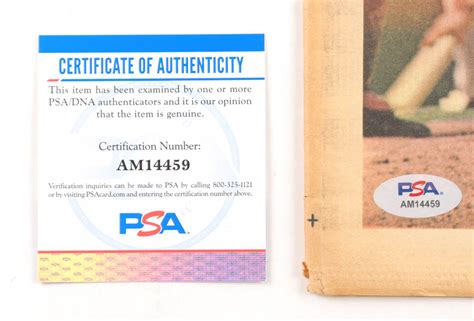 CERTIFICATE OF AUTHENTICITY
This item has been examined by one or more
PSA/DNA authenticators and it is our opinion
that the item is genuine.
Certification Number:
AM14459
Verification inquiries can be made to PSA by calling 800-325-1121
or by visiting PSAcard.com and entering the certification number above.
PSA
PSA
AM14459